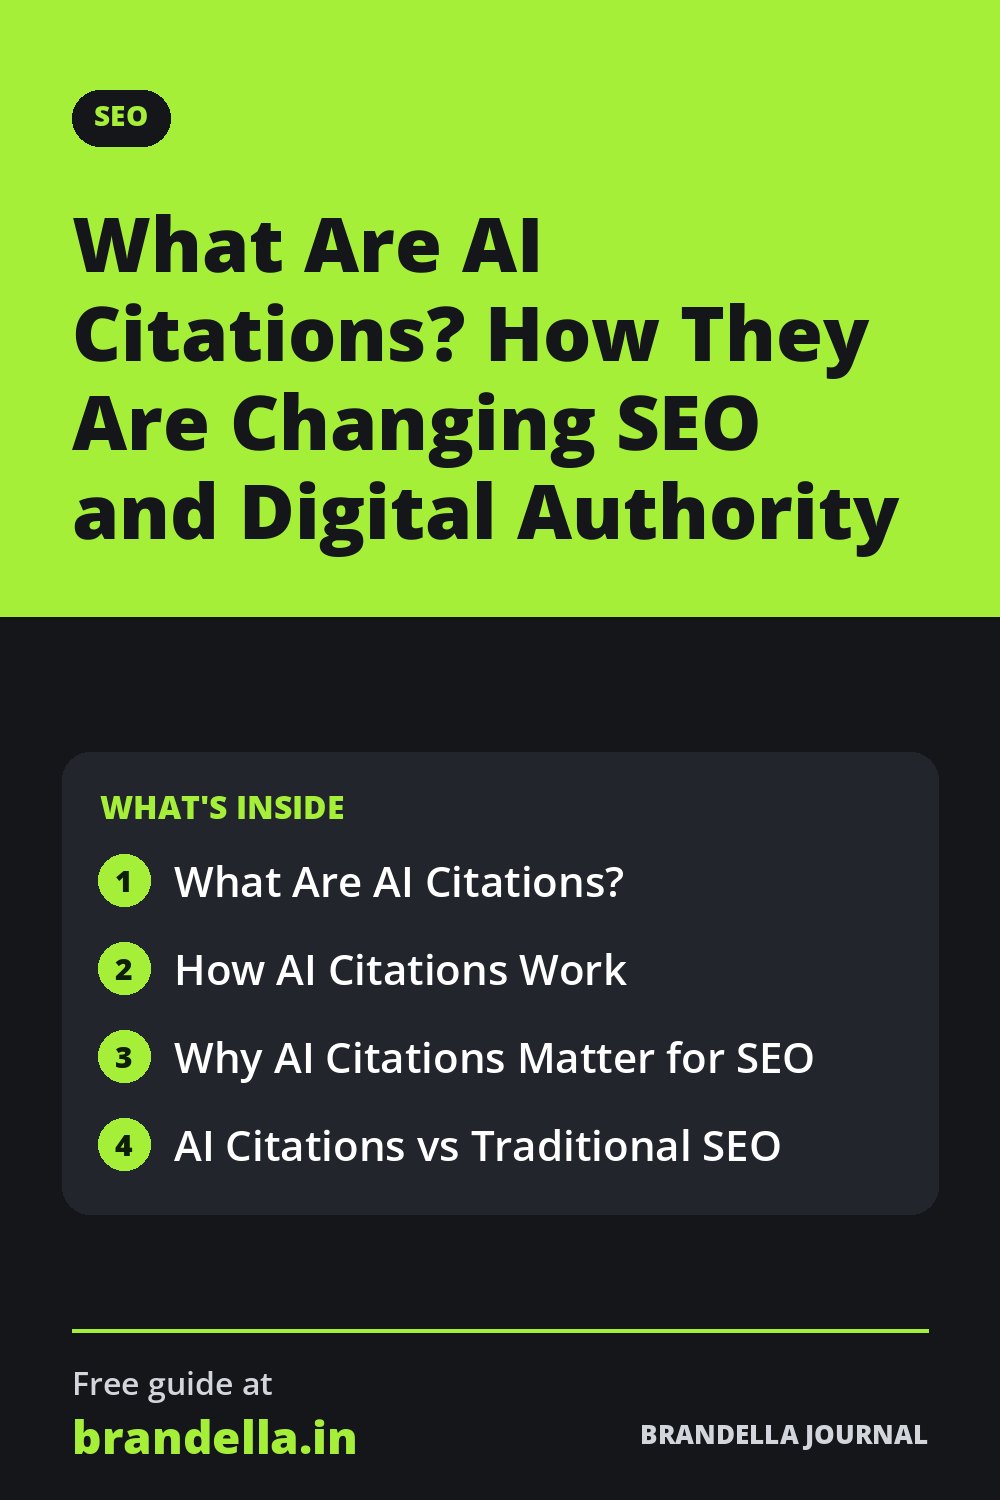 SEO
What Are AI
Citations? How They
Are Changing SEO
and Digital Authority
WHAT'S INSIDE
1 What Are AI Citations?
2 How AI Citations Work
3 Why AI Citations Matter for SEO
4 AI Citations vs Traditional SEO
Free guide at
brandella.in
BRANDELLA JOURNAL